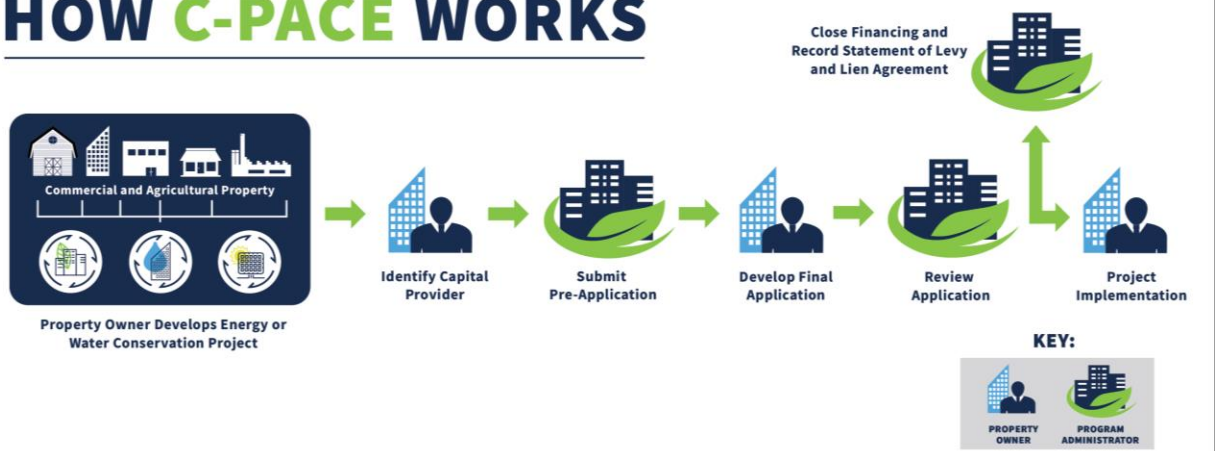 HOW C-PACE WORKS
Close Financing and
Record Statement of Levy
and Lien Agreement
Commercial and Agricultural Property
Property Owner Develops Energy or
Water Conservation Project
Identify Capital
Provider
Submit
Pre-Application
Develop Final
Application
Review
Application
Project
Implementation
KEY:
PROPERTY
OWNER
PROGRAM
ADMINISTRATOR